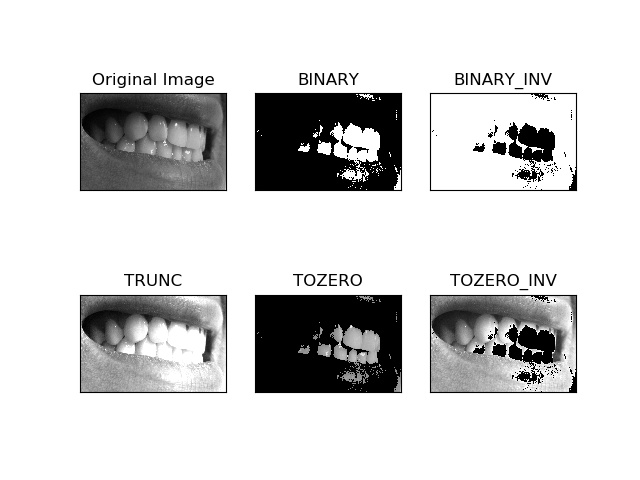 Original Image
BINARY
BINARY_INV
TRUNC
TOZERO
TOZERO_INV